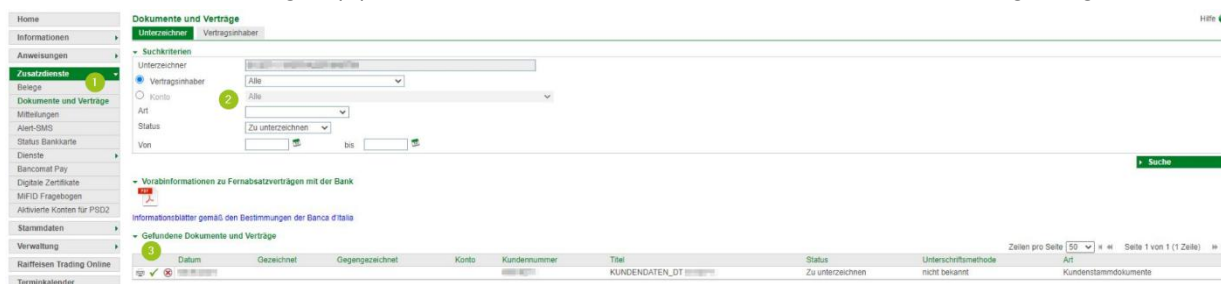 Home
Informationen
Anweisungen
Zusatzdienste
1
Belege
Dokumente und Verträge
Mitteilungen
Alert-SMS
Status Bankkarte
Dienste
Bancomat Pay
Digitale Zertifikate
MiFID Fragebogen
Aktivierte Konten für PSD2
Stammdaten
Verwaltung
Raiffeisen Trading Online
Terminkalender
Dokumente und Verträge
Hilfe
Unterzeichner Vertragsinhaber
Suchkriterien
Unterzeichner
Vertragsinhaber Alle
Konto 2 Alle
Art
Status Zu unterzeichnen
Von bis
Suche
Vorabinformationen zu Fernabsatzverträgen mit der Bank
Informationsblätter gemäß den Bestimmungen der Banca d'Italia
Gefundene Dokumente und Verträge
3
Zeilen pro Seite 50 Seite 1 von 1 (1 Zeile)
Datum Gezeichnet Gegengezeichnet Konto Kundennummer Titel Status Unterschriftsmethode Art
KUNDENDATEN_DT Zu unterzeichnen nicht bekannt Kundenstammdokumente